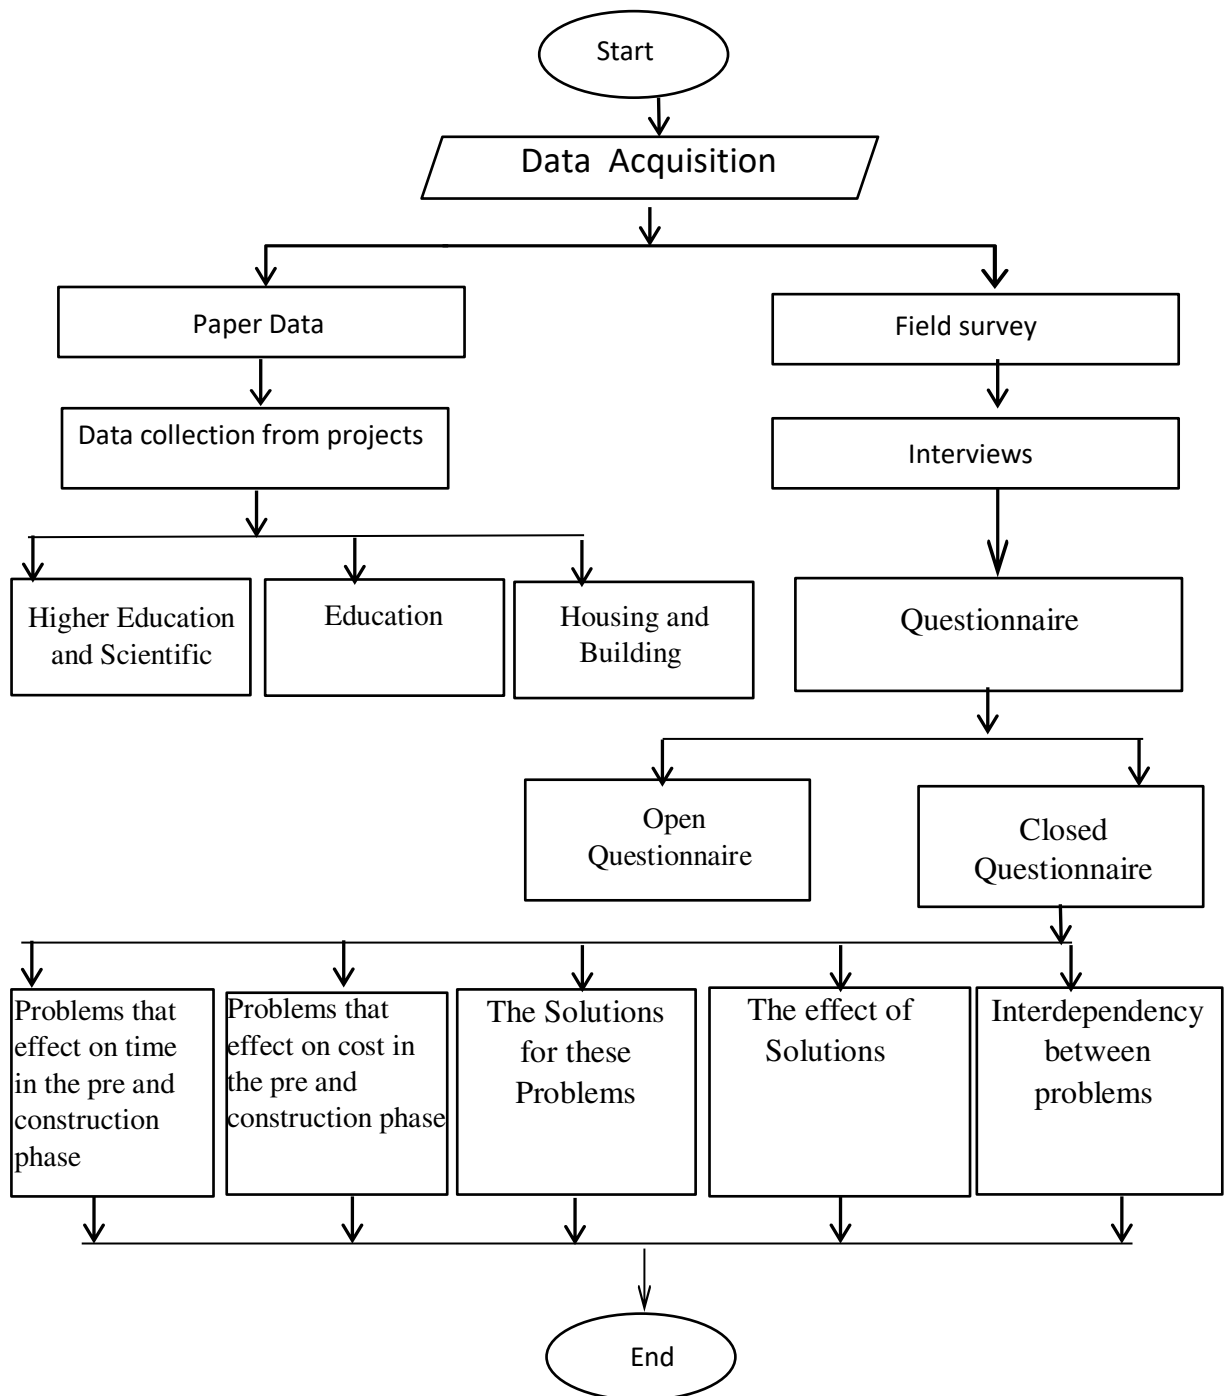 Start
Data Acquisition
Paper Data
Field survey
Data collection from projects
Interviews
Higher Education
and Scientific
Education
Housing and
Building
Questionnaire
Open
Questionnaire
Closed
Questionnaire
Problems that
effect on time
in the pre and
construction
phase
Problems that
effect on cost in
the pre and
construction phase
The Solutions
for these
Problems
The effect of
Solutions
Interdependency
between
problems
End